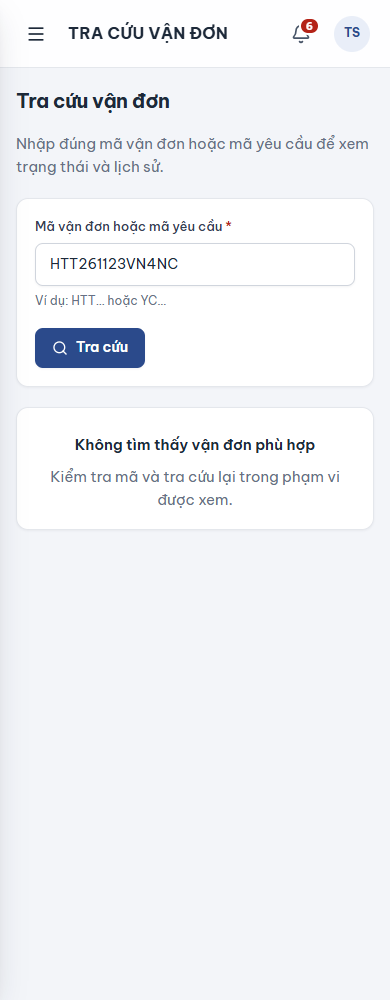 TRA CỨU VẬN ĐƠN
6
TS
Tra cứu vận đơn
Nhập đúng mã vận đơn hoặc mã yêu cầu để xem
trạng thái và lịch sử.
Mã vận đơn hoặc mã yêu cầu *
HTT261123VN4NC
Ví dụ: HTT... hoặc YC...
Tra cứu
Không tìm thấy vận đơn phù hợp
Kiểm tra mã và tra cứu lại trong phạm vi
được xem.